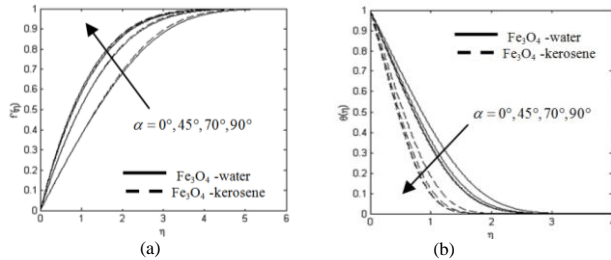 1
0.9
0.8
0.7
0.6
0.5
0.4
0.3
0.2
0.1
0
f'(η)
α = 0°, 45°, 70°, 90°
Fe₃O₄ -water
Fe₃O₄ -kerosene
0 1 2 3 4 5 6
η
(a)
1
0.9
0.8
0.7
0.6
0.5
0.4
0.3
0.2
0.1
0
θ(η)
Fe₃O₄ -water
Fe₃O₄ -kerosene
α = 0°, 45°, 70°, 90°
0 1 2 3 4
η
(b)